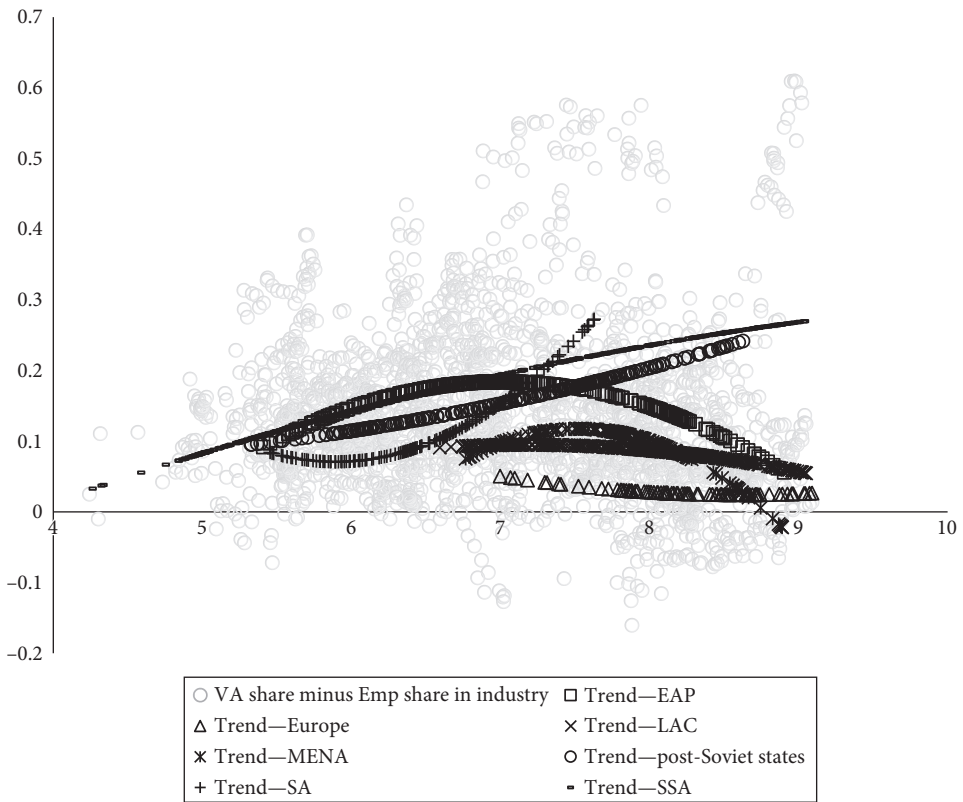 0.7
0.6
0.5
0.4
0.3
0.2
0.1
0
4 5 6 7 8 9 10
–0.1
–0.2
VA share minus Emp share in industry Trend—EAP
Trend—Europe Trend—LAC
Trend—MENA Trend—post-Soviet states
Trend—SA Trend—SSA